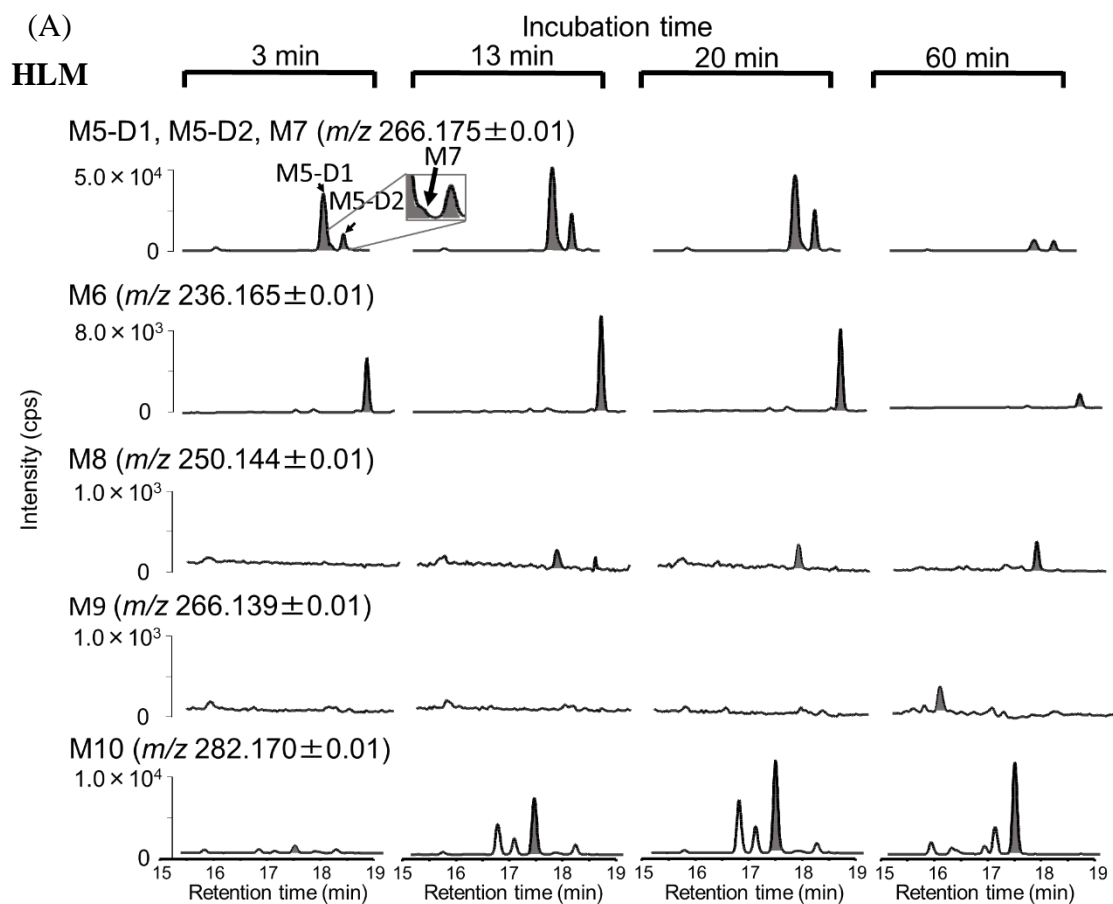 (A)
Incubation time
HLM
3 min 13 min 20 min 60 min
M5-D1, M5-D2, M7 (m/z 266.175±0.01)
5.0×10⁴
M5-D1
M7
M5-D2
0
M6 (m/z 236.165±0.01)
8.0×10³
0
M8 (m/z 250.144±0.01)
1.0×10³
0
M9 (m/z 266.139±0.01)
1.0×10³
0
M10 (m/z 282.170±0.01)
1.0×10⁴
0
Intensity (cps)
15 16 17 18 19 15 16 17 18 19 15 16 17 18 19 15 16 17 18 19
Retention time (min) Retention time (min) Retention time (min) Retention time (min)